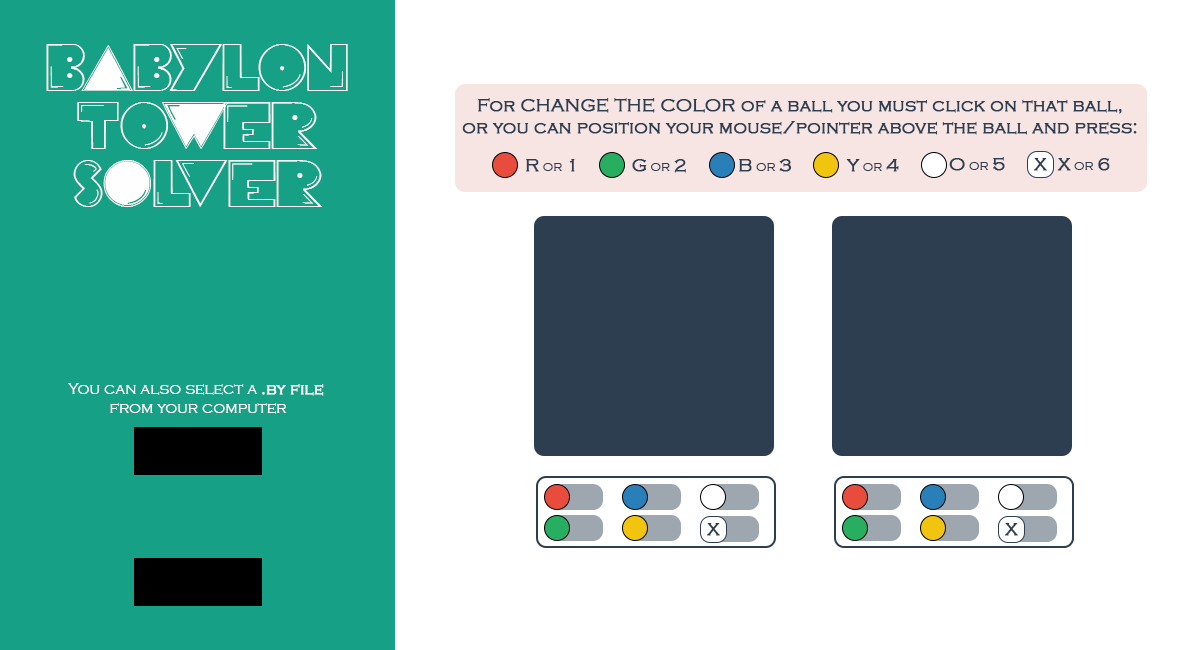 BABYLON
TOWER
SOLVER
You can also select a .by file
from your computer
For CHANGE THE COLOR of a ball you must click on that ball,
or you can position your mouse/pointer above the ball and press:
R or 1 G or 2 B or 3 Y or 4 O or 5 X X or 6
X
X